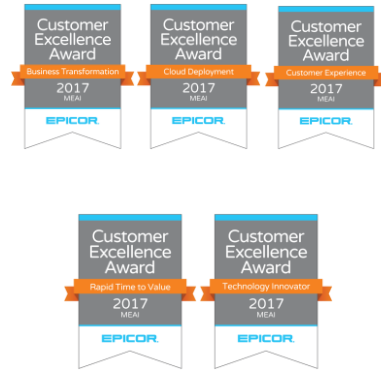 Customer
Excellence
Award
Business Transformation
2017
MEAI
EPICOR
Customer
Excellence
Award
Cloud Deployment
2017
MEAI
EPICOR
Customer
Excellence
Award
Customer Experience
2017
MEAI
EPICOR
Customer
Excellence
Award
Rapid Time to Value
2017
MEAI
EPICOR
Customer
Excellence
Award
Technology Innovator
2017
MEAI
EPICOR